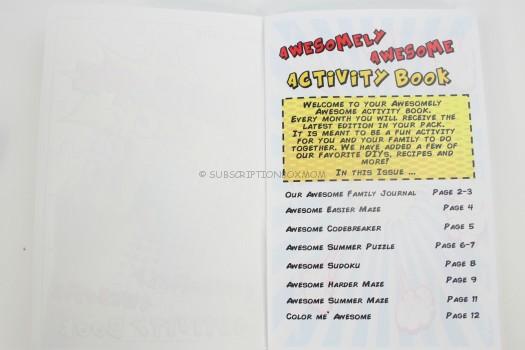 AWESOMELY
AWESOME
ACTIVITY BOOK
WELCOME TO YOUR AWESOMELY
AWESOME ACTIVITY BOOK.
EVERY MONTH YOU WILL RECEIVE THE
LATEST EDITION IN YOUR PACK.
IT IS MEANT TO BE A FUN ACTIVITY
FOR YOU AND YOUR FAMILY TO DO
TOGETHER. WE HAVE ADDED A FEW OF
OUR FAVORITE DIYS, RECIPES AND
MORE!
IN THIS ISSUE ...
© SUBSCRIPTIONBOXMOM
OUR AWESOME FAMILY JOURNAL PAGE 2-3
AWESOME EASIER MAZE PAGE 4
AWESOME CODEBREAKER PAGE 5
AWESOME SUMMER PUZZLE PAGE 6-7
AWESOME SUDOKU PAGE 8
AWESOME HARDER MAZE PAGE 9
AWESOME SUMMER MAZE PAGE 11
COLOR ME AWESOME PAGE 12